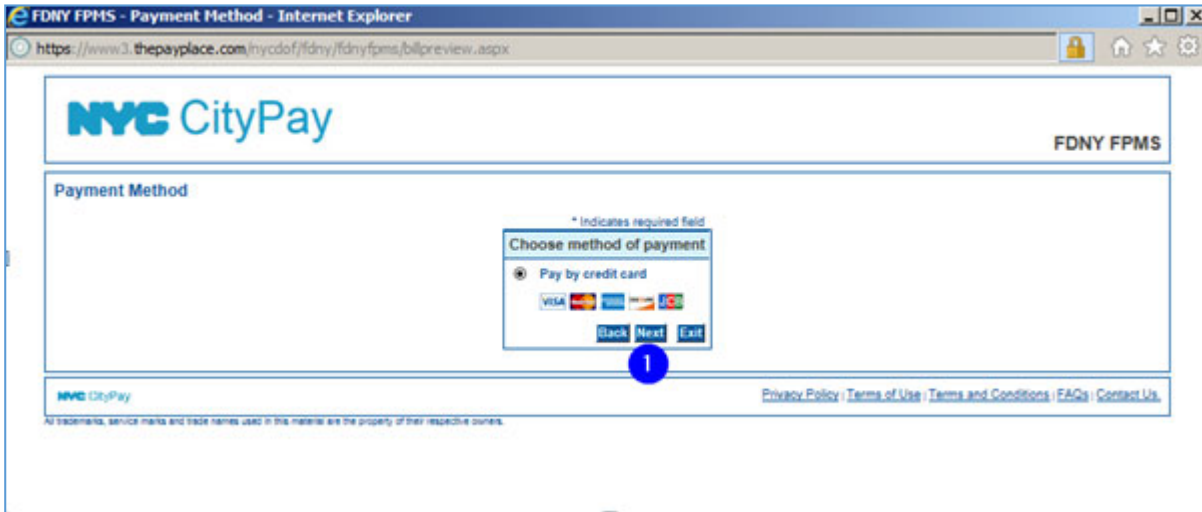 FDNY FPMS - Payment Method - Internet Explorer
https://www3.thepayplace.com/nycdof/fdny/fdnyfpms/billpreview.aspx
NYC CityPay
FDNY FPMS
Payment Method
* Indicates required field
Choose method of payment
Pay by credit card
VISA JCB
Back Next Exit
1
NYC CityPay
Privacy Policy | Terms of Use | Terms and Conditions | FAQs | Contact Us.
All trademarks, service marks and trade names used in this material are the property of their respective owners.